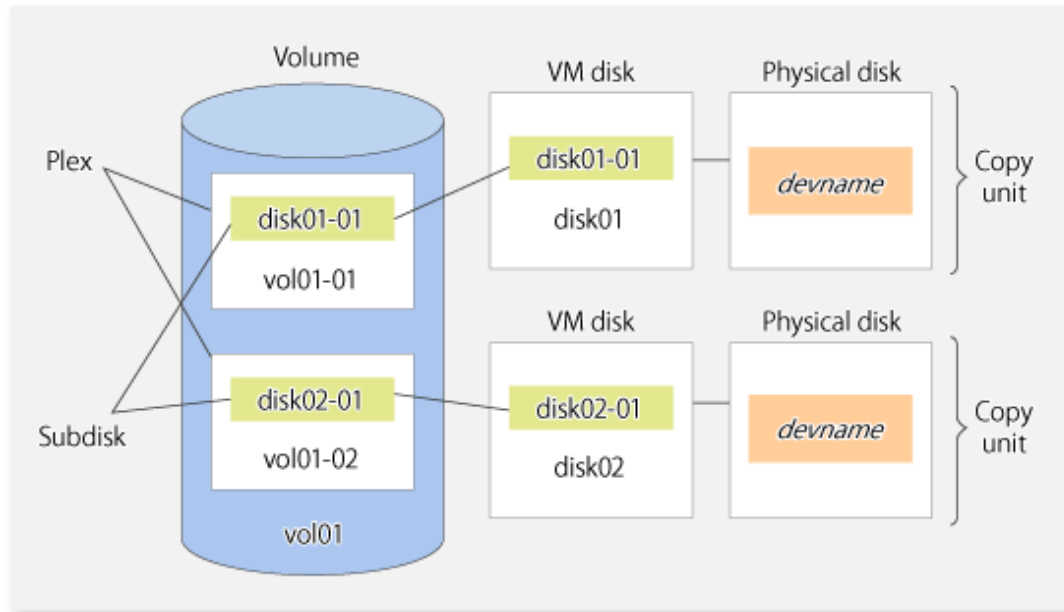 Volume
VM disk
Physical disk
Plex
disk01-01
vol01-01
disk01-01
disk01
devname
Copy
unit
VM disk
Physical disk
Subdisk
disk02-01
vol01-02
disk02-01
disk02
devname
Copy
unit
vol01